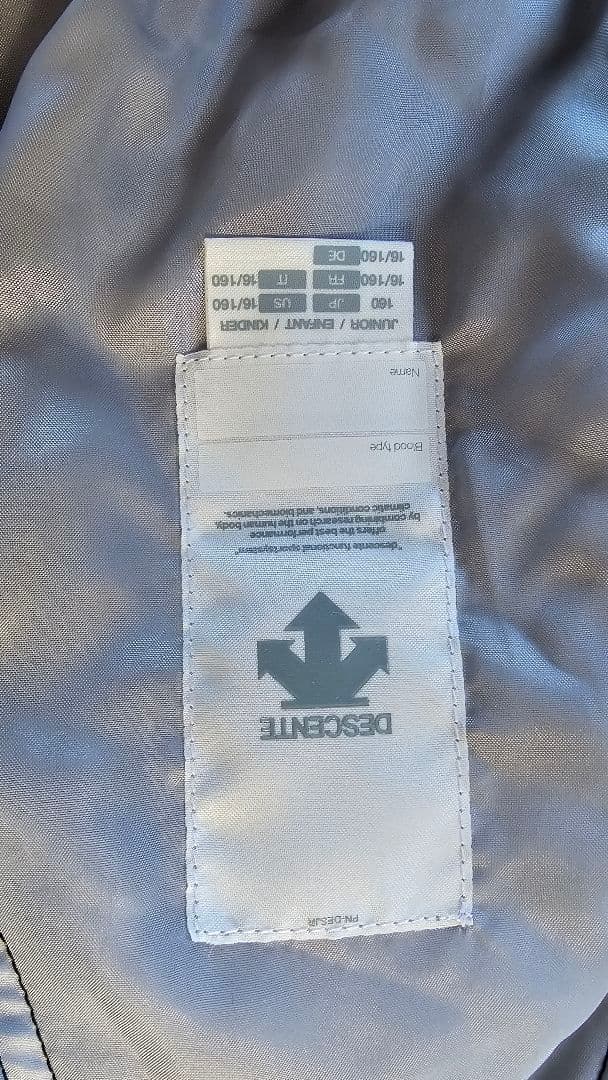 PN-DESJR
DESCENTE
"descente functional sportsystem"
offers the best performance
by combining research on the human body,
climatic conditions, and biomechanics.
Blood type
Name
JUNIOR / ENFANT / KINDER
160 JP US 16/160
16/160 FA IT 16/160
16/160 DE